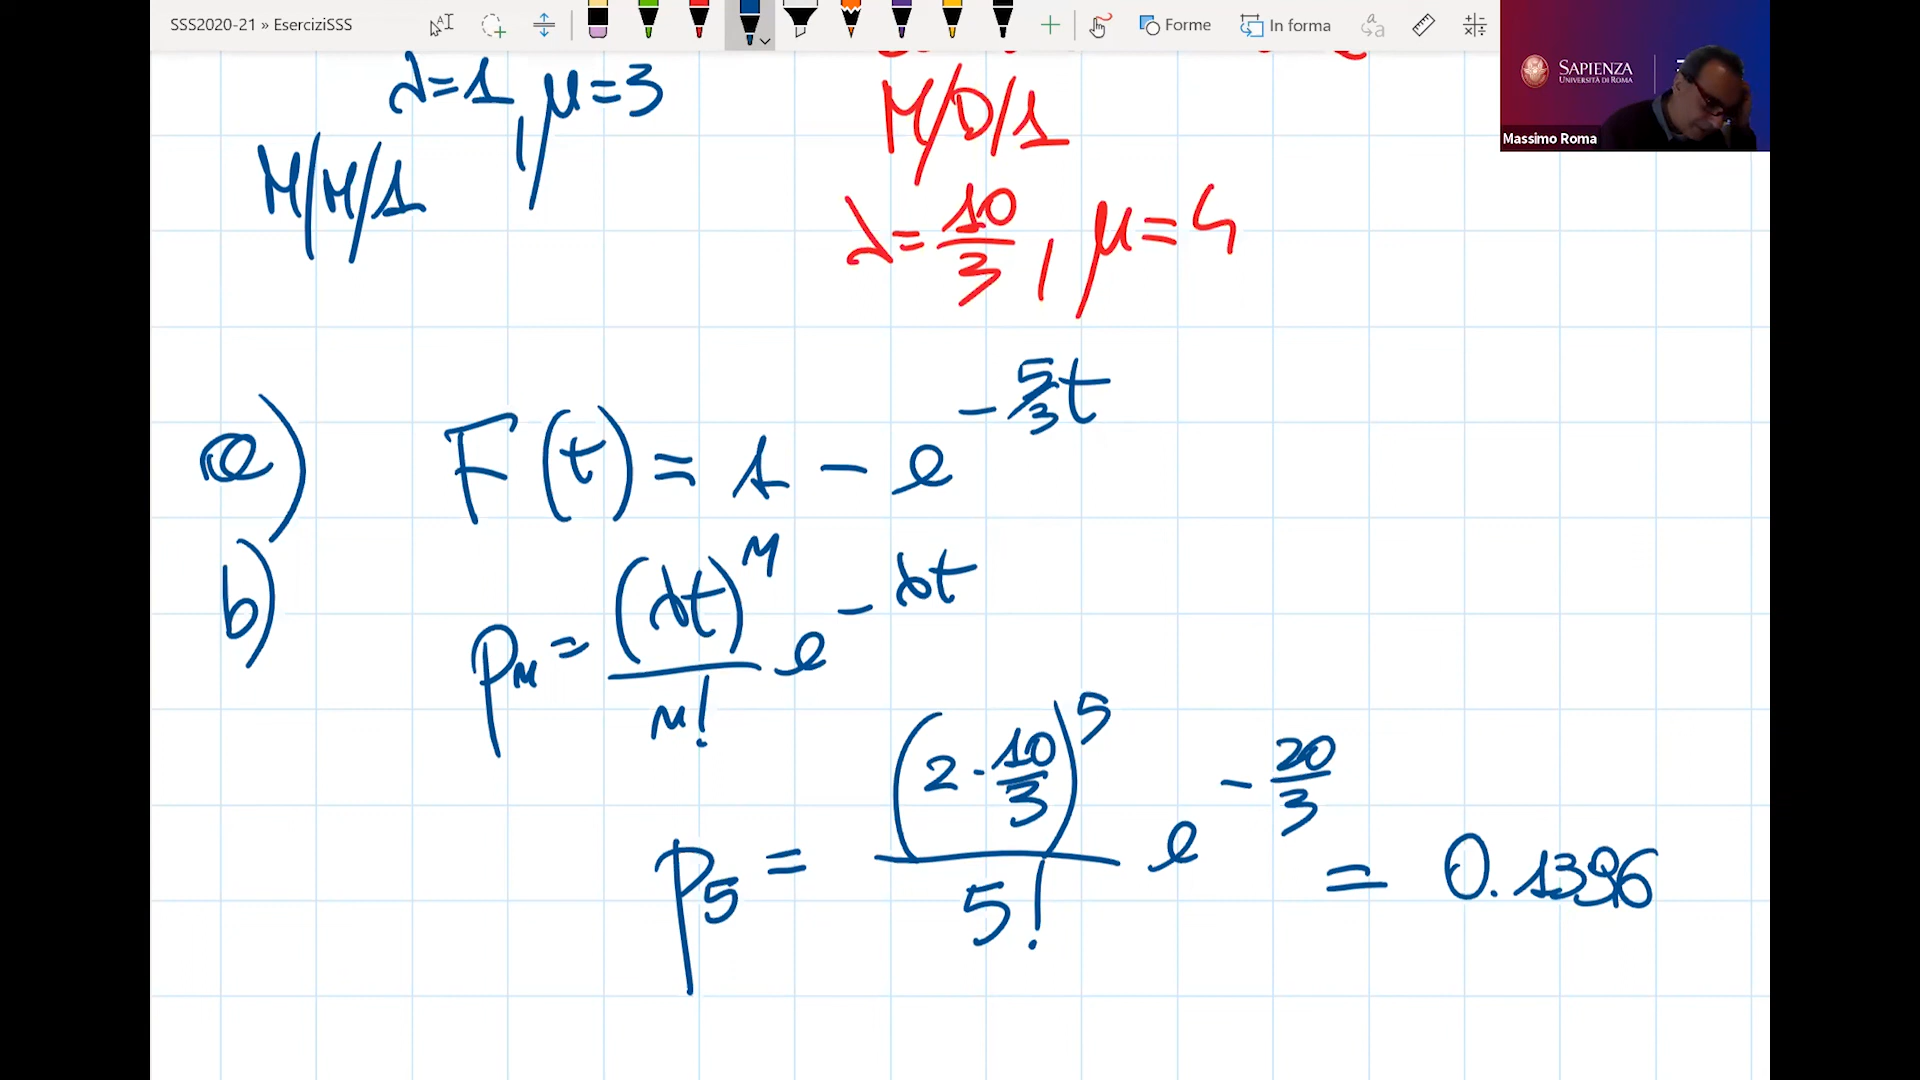 SSS2020-21 » EserciziSSS
Forme
In forma
SAPIENZA
UNIVERSITÀ DI ROMA
Massimo Roma
λ=1, μ=3
M/M/1
M/D/1
λ=10/3, μ=4
a) F(t) = 1 - e^{-5/3 t}
b) p_n = (λt)^n / n! e^{-λt}
p_5 = (2·10/3)^5 / 5! e^{-20/3} = 0.1396